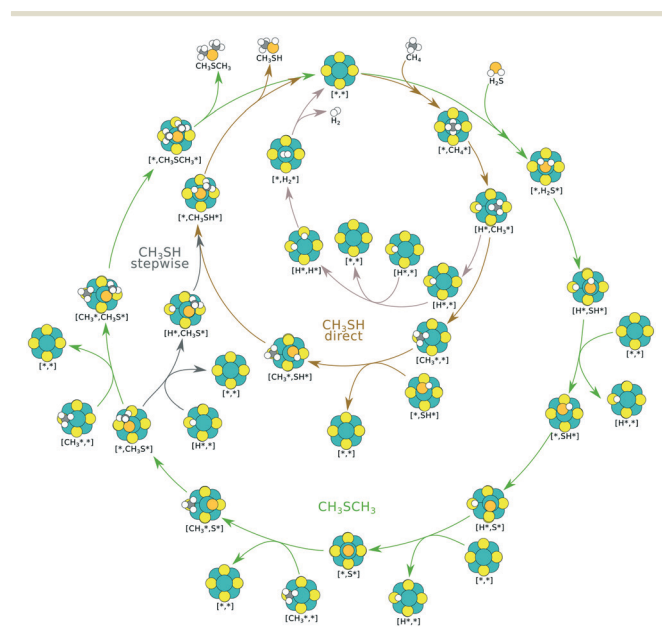 CH₃SCH₃
CH₃SH
[*,*]
CH₄
H₂S
H₂
[*,CH₃SCH₃*]
[*,H₂*]
[*,CH₄*]
[*,H₂S*]
[*,CH₃SH*]
[H*,CH₃*]
CH₃SH
stepwise
[H*,H*]
[*,*]
[H*,*]
[H*,*]
[H*,SH*]
[CH₃*,CH₃S*]
[H*,CH₃S*]
CH₃SH
direct
[CH₃*,*]
[*,*]
[*,*]
[*,*]
[CH₃*,SH*]
[*,SH*]
[H*,*]
[CH₃*,*]
[*,CH₃S*]
[H*,*]
[*,*]
[*,SH*]
CH₃SCH₃
[CH₃*,S*]
[H*,S*]
[*,S*]
[*,*]
[*,*]
[CH₃*,*]
[H*,*]